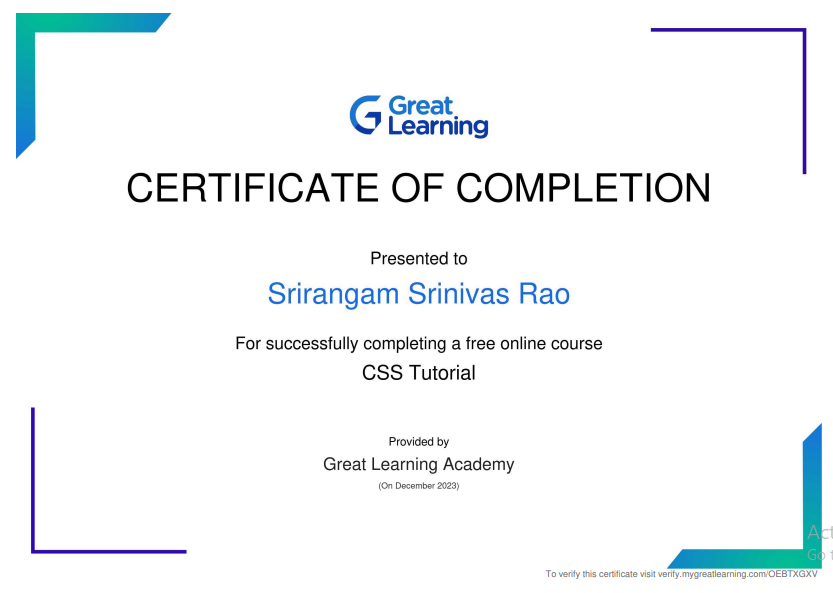 Great
Learning
CERTIFICATE OF COMPLETION
Presented to
Srirangam Srinivas Rao
For successfully completing a free online course
CSS Tutorial
Provided by
Great Learning Academy
(On December 2023)
Go
To verify this certificate visit verify.mygreatlearning.com/OEBTXGXV